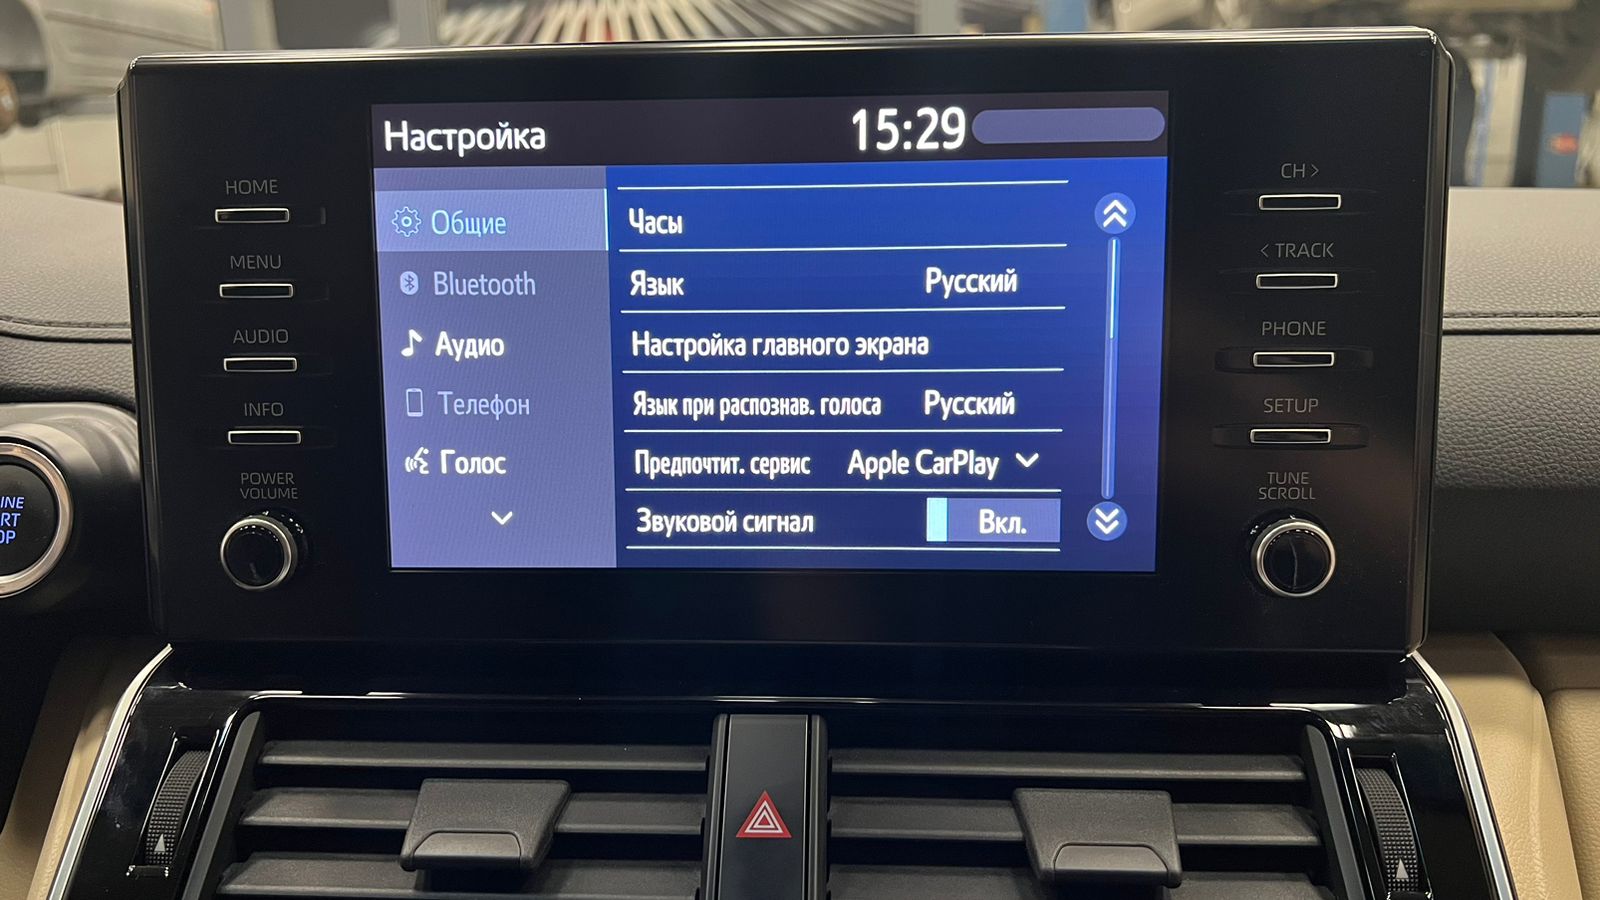 Настройка
15:29
Общие
Bluetooth
Аудио
Телефон
Голос
Часы
Язык Русский
Настройка главного экрана
Язык при распознав. голоса Русский
Предпочтит. сервис Apple CarPlay
Звуковой сигнал Вкл.
HOME
MENU
AUDIO
INFO
POWER
VOLUME
CH >
< TRACK
PHONE
SETUP
TUNE
SCROLL